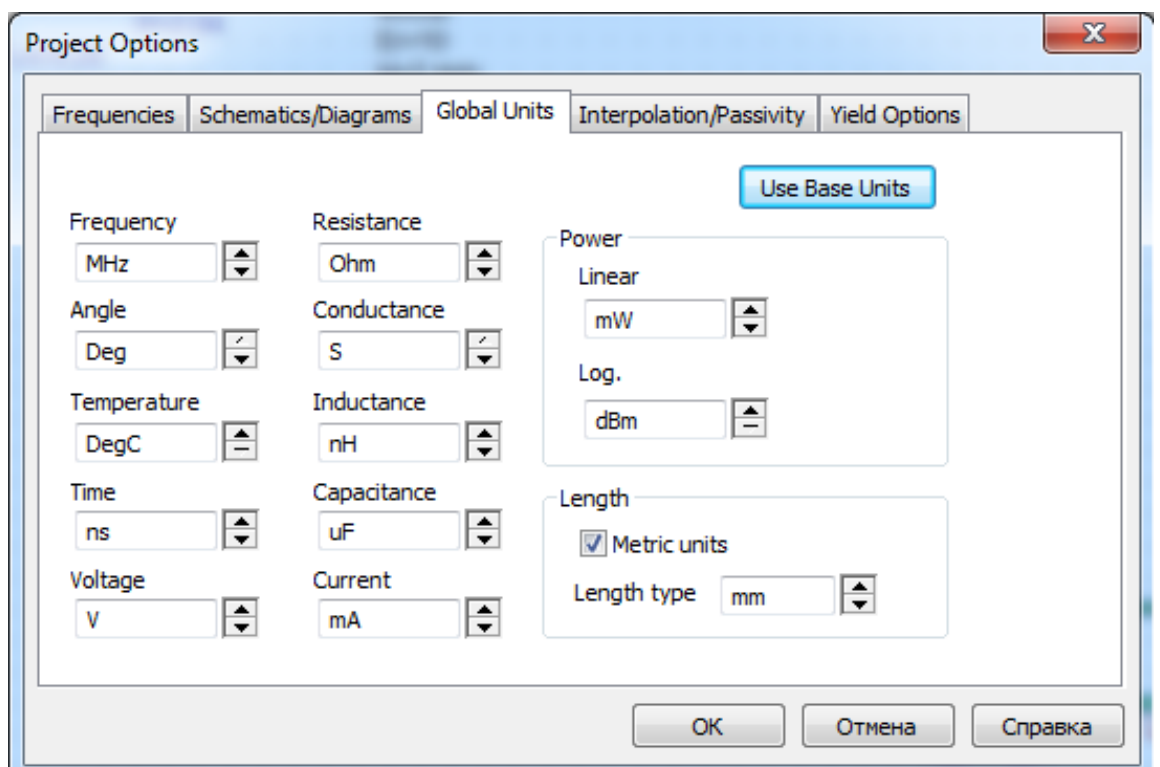 Project Options
Frequencies Schematics/Diagrams Global Units Interpolation/Passivity Yield Options
Use Base Units
Frequency Resistance
MHz Ohm
Angle Conductance
Deg S
Temperature Inductance
DegC nH
Time Capacitance
ns uF
Voltage Current
V mA
Power
Linear
mW
Log.
dBm
Length
Metric units
Length type mm
OK Отмена Справка